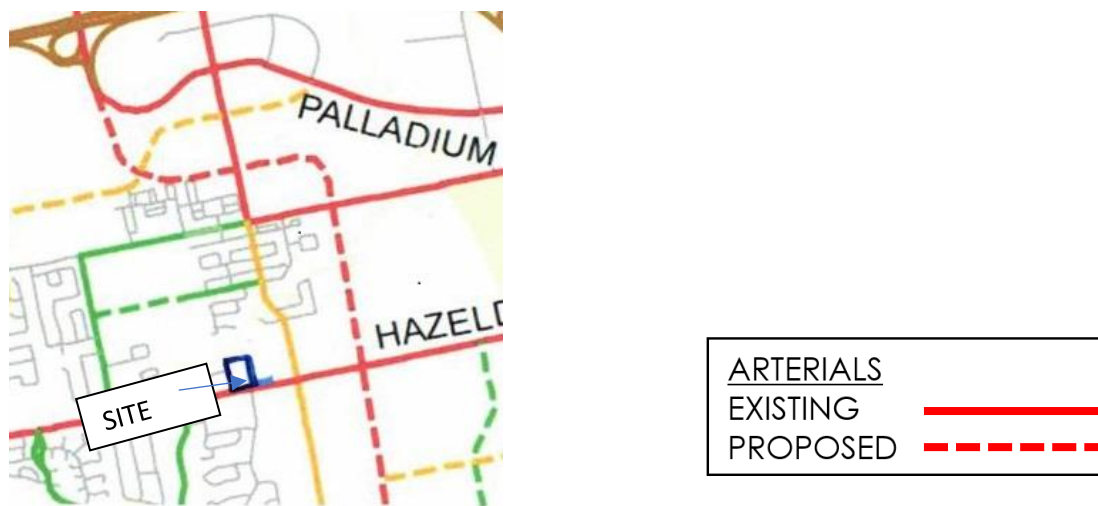 PALLADIUM
HAZELD
SITE
ARTERIALS
EXISTING
PROPOSED